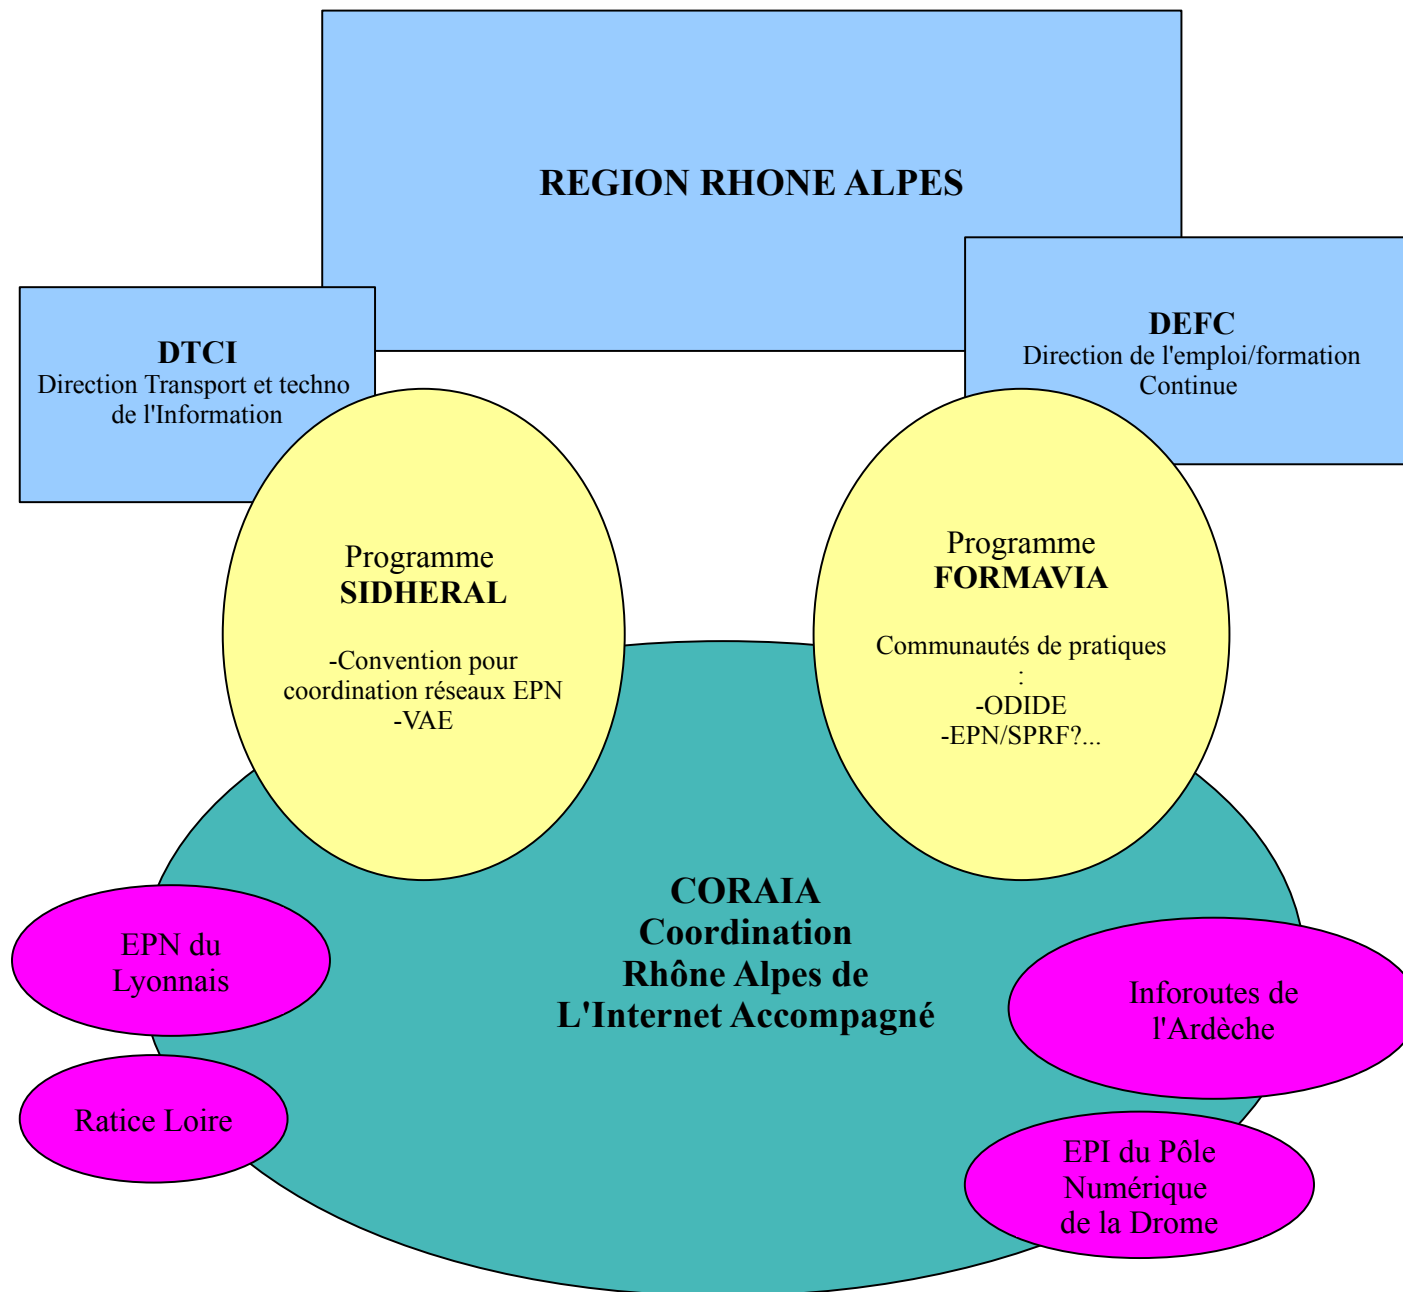 REGION RHONE ALPES
DTCI
Direction Transport et techno
de l'Information
DEFC
Direction de l'emploi/formation
Continue
Programme
SIDHERAL
-Convention pour
coordination réseaux EPN
-VAE
Programme
FORMAVIA
Communautés de pratiques
:
-ODIDE
-EPN/SPRF?...
CORAIA
Coordination
Rhône Alpes de
L'Internet Accompagné
EPN du
Lyonnais
Ratice Loire
Inforoutes de
l'Ardèche
EPI du Pôle
Numérique
de la Drome